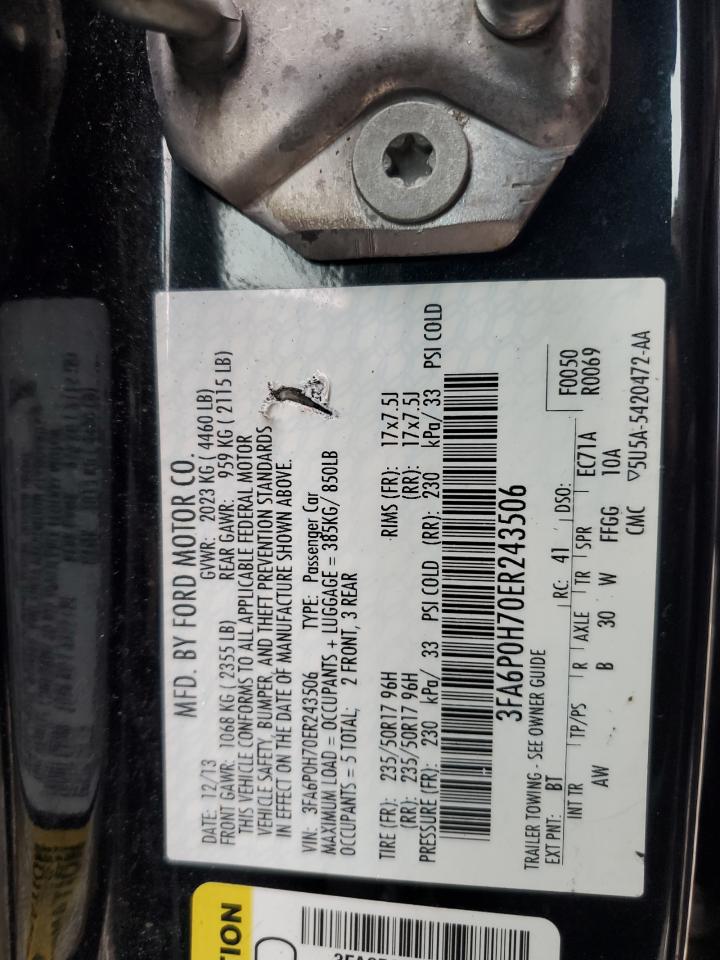 MFD. BY FORD MOTOR CO.
DATE: 12/13 GVWR: 2023 KG ( 4460 LB)
FRONT GAWR: 1068 KG ( 2355 LB) REAR GAWR: 959 KG ( 2115 LB)
THIS VEHICLE CONFORMS TO ALL APPLICABLE FEDERAL MOTOR
VEHICLE SAFETY, BUMPER, AND THEFT PREVENTION STANDARDS
IN EFFECT ON THE DATE OF MANUFACTURE SHOWN ABOVE.
VIN: 3FA6P0H70ER243506 TYPE: Passenger Car
MAXIMUM LOAD = OCCUPANTS + LUGGAGE = 385KG/ 850LB
OCCUPANTS = 5 TOTAL; 2 FRONT, 3 REAR
TIRE (FR): 235/50R17 96H RIMS (FR): 17x7.5J
(RR): 235/50R17 96H (RR): 17x7.5J
PRESSURE (FR): 230 kPa/ 33 PSI COLD (RR): 230 kPa/ 33 PSI COLD
3FA6P0H70ER243506
TRAILER TOWING - SEE OWNER GUIDE
EXT PNT: BT RC: 41 DSO: F0050
R0069
INT TR TP/PS R AXLE TR SPR EC71A
AW B 30 W FFGG 10A
CMC ▽5U5A-5420472-AA
TION